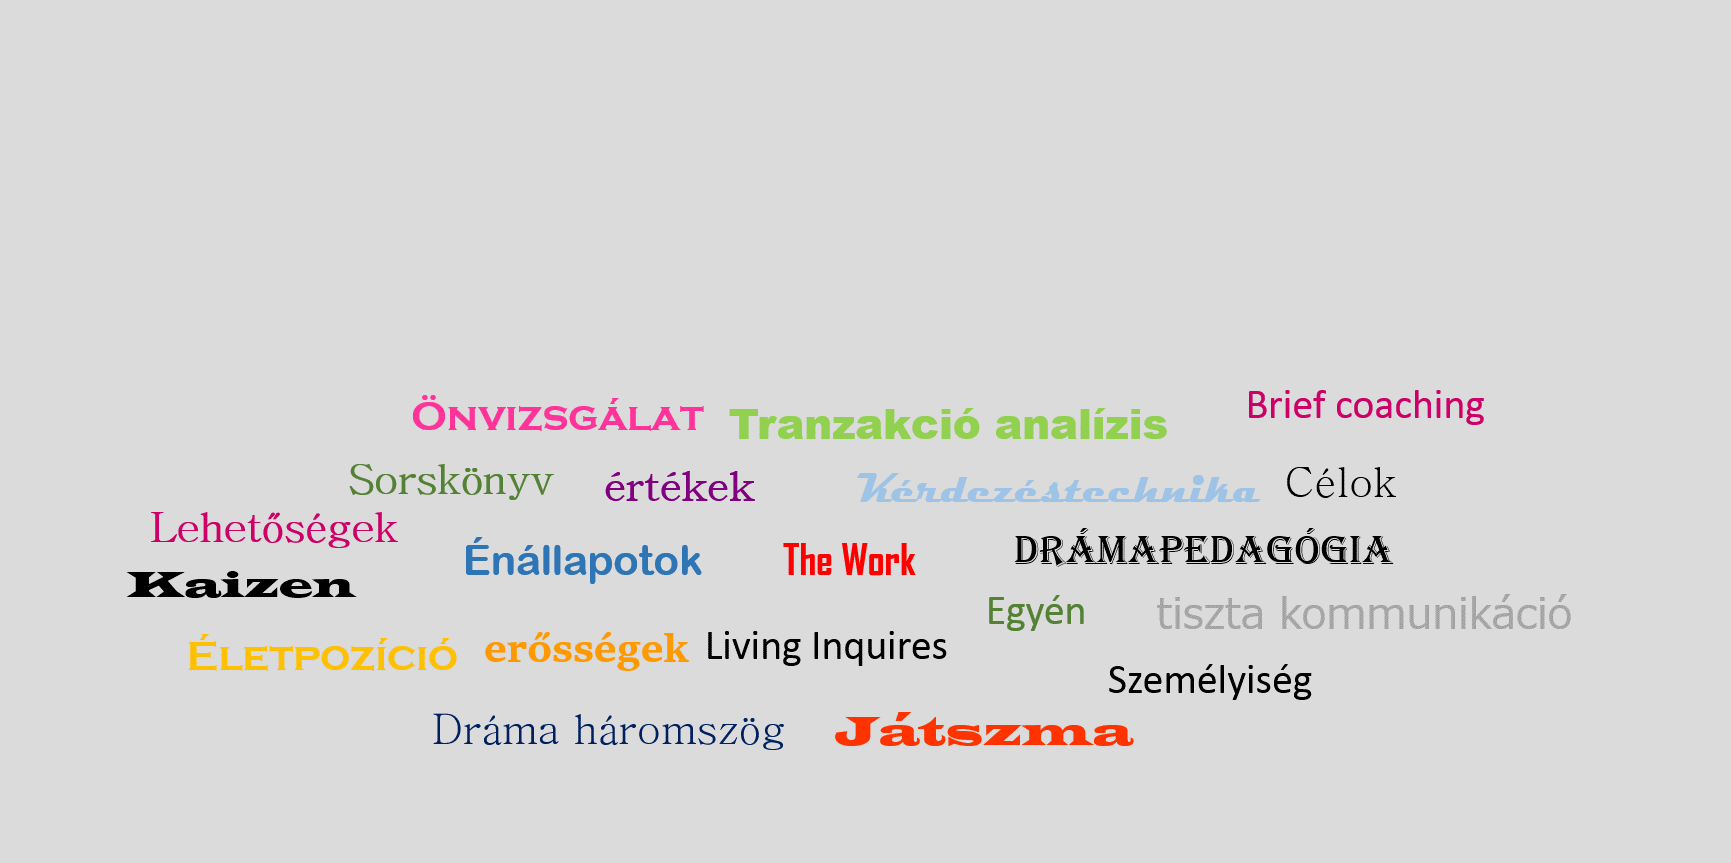 Brief coaching
ÖNVIZSGÁLAT
Tranzakció analízis
Sorskönyv
értékek
Kérdezéstechnika
Célok
Lehetőségek
Énállapotok
The Work
DRÁMAPEDAGÓGIA
Kaizen
Egyén
tiszta kommunikáció
ÉLETPOZÍCIÓ
erősségek
Living Inquires
Személyiség
Dráma háromszög
Játszma